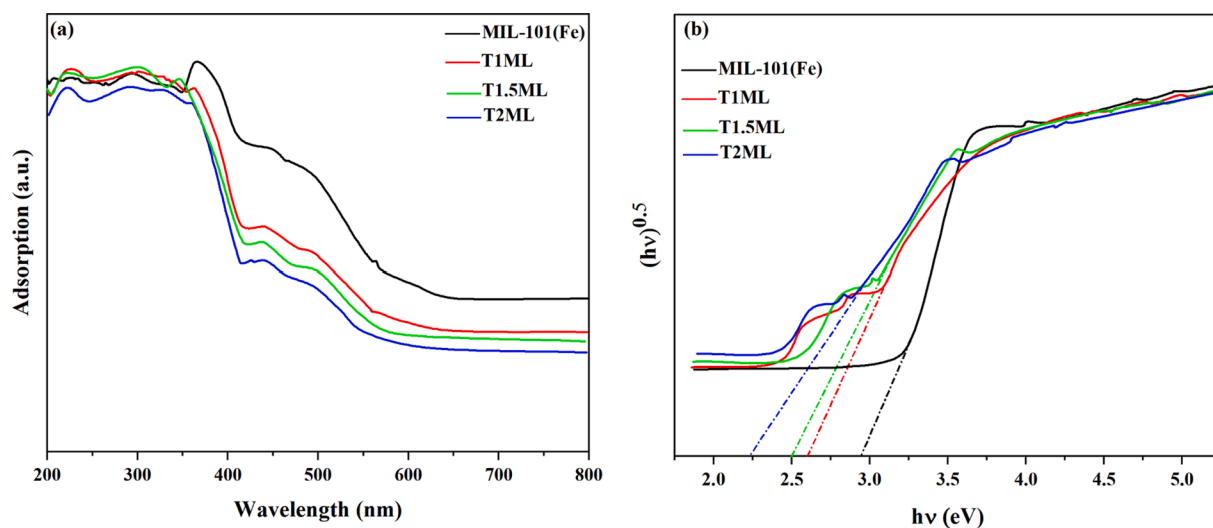 (a)
MIL-101(Fe)
T1ML
T1.5ML
T2ML
Adsorption (a.u.)
200 300 400 500 600 700 800
Wavelength (nm)
(b)
MIL-101(Fe)
T1ML
T1.5ML
T2ML
(hν)^0.5
2.0 2.5 3.0 3.5 4.0 4.5 5.0
hν (eV)